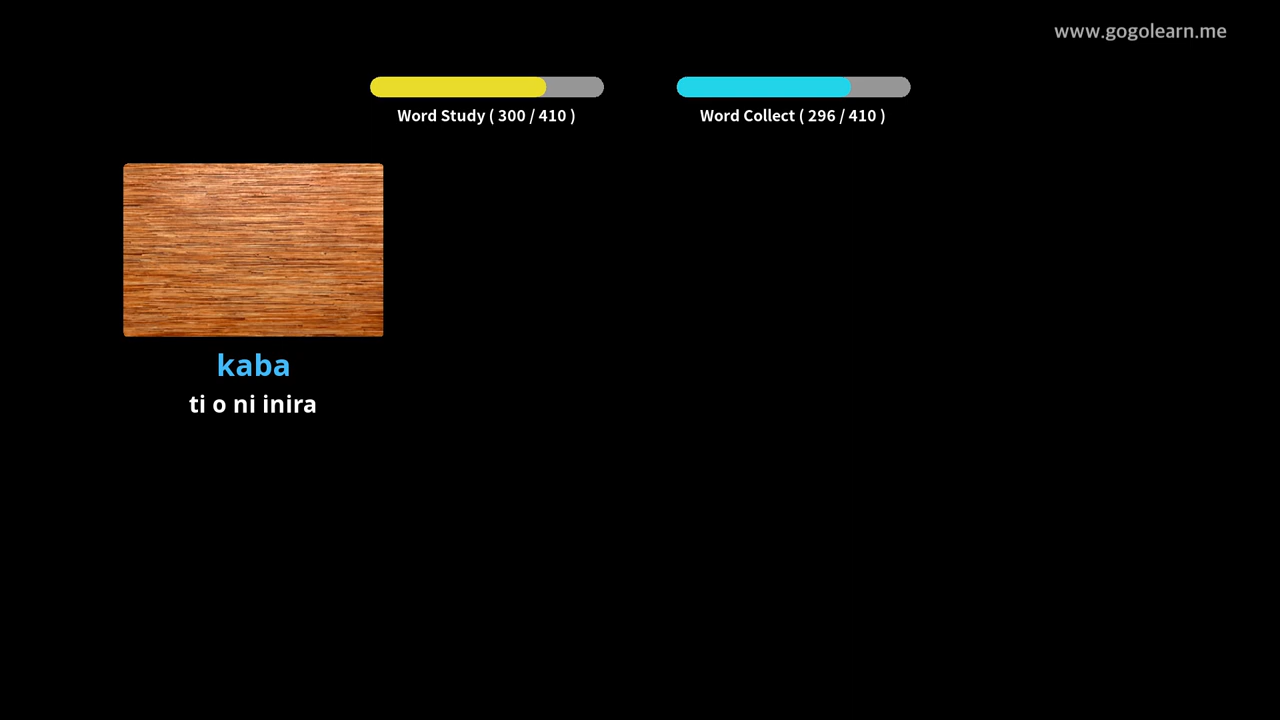 www.gogolearn.me
Word Study ( 300 / 410 )
Word Collect ( 296 / 410 )
kaba
ti o ni inira